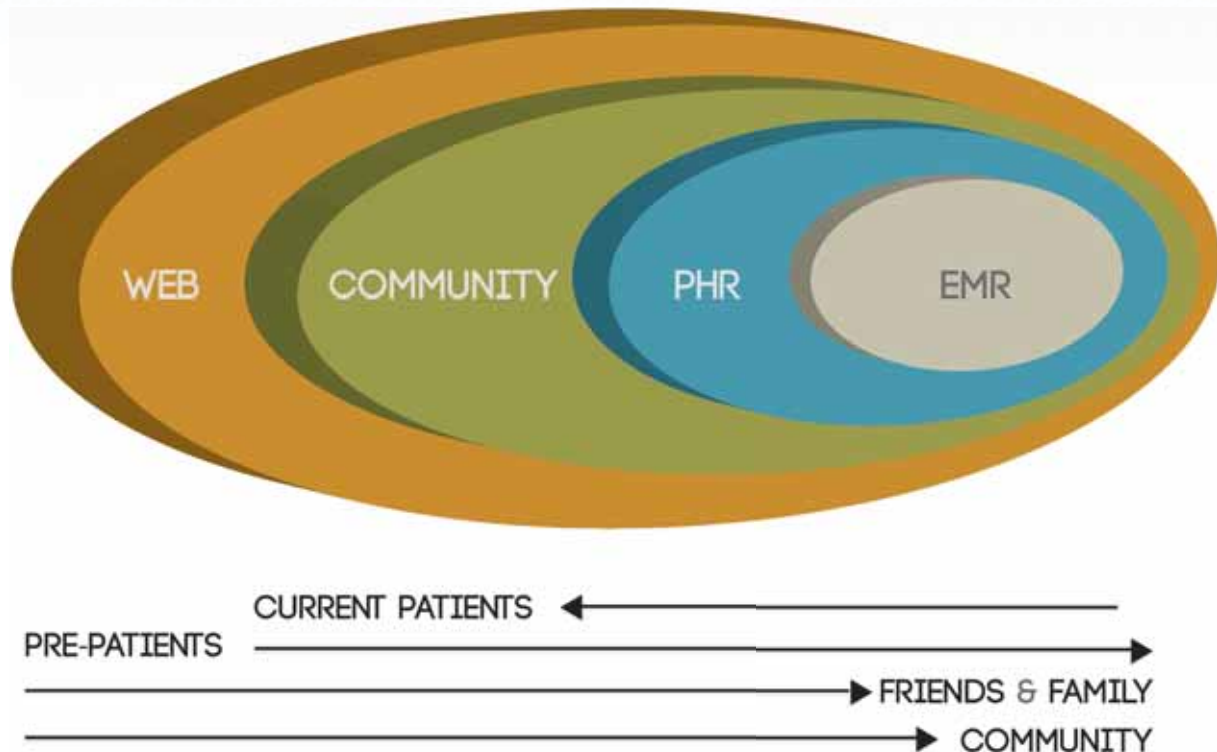 WEB COMMUNITY PHR EMR
CURRENT PATIENTS
PRE-PATIENTS
FRIENDS & FAMILY
COMMUNITY